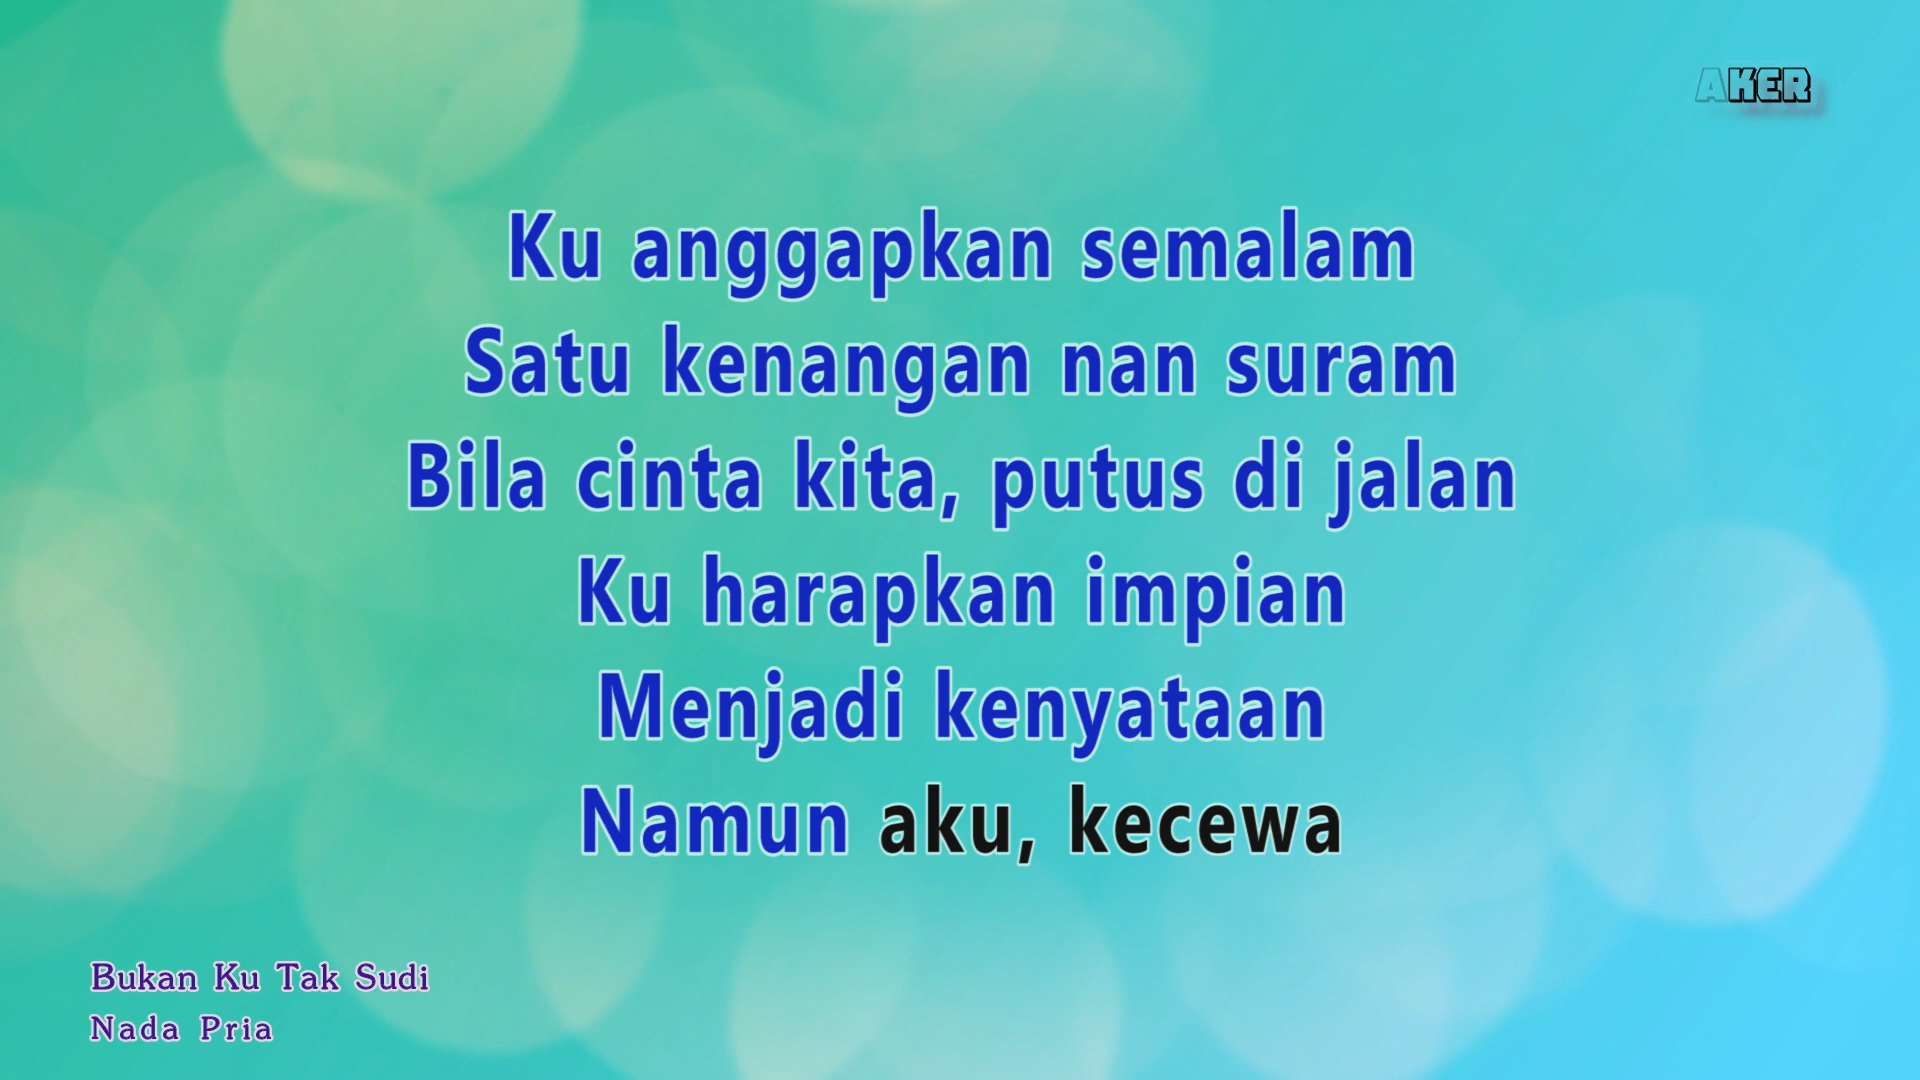 AKER
Ku anggapkan semalam
Satu kenangan nan suram
Bila cinta kita, putus di jalan
Ku harapkan impian
Menjadi kenyataan
Namun aku, kecewa
Bukan Ku Tak Sudi
Nada Pria